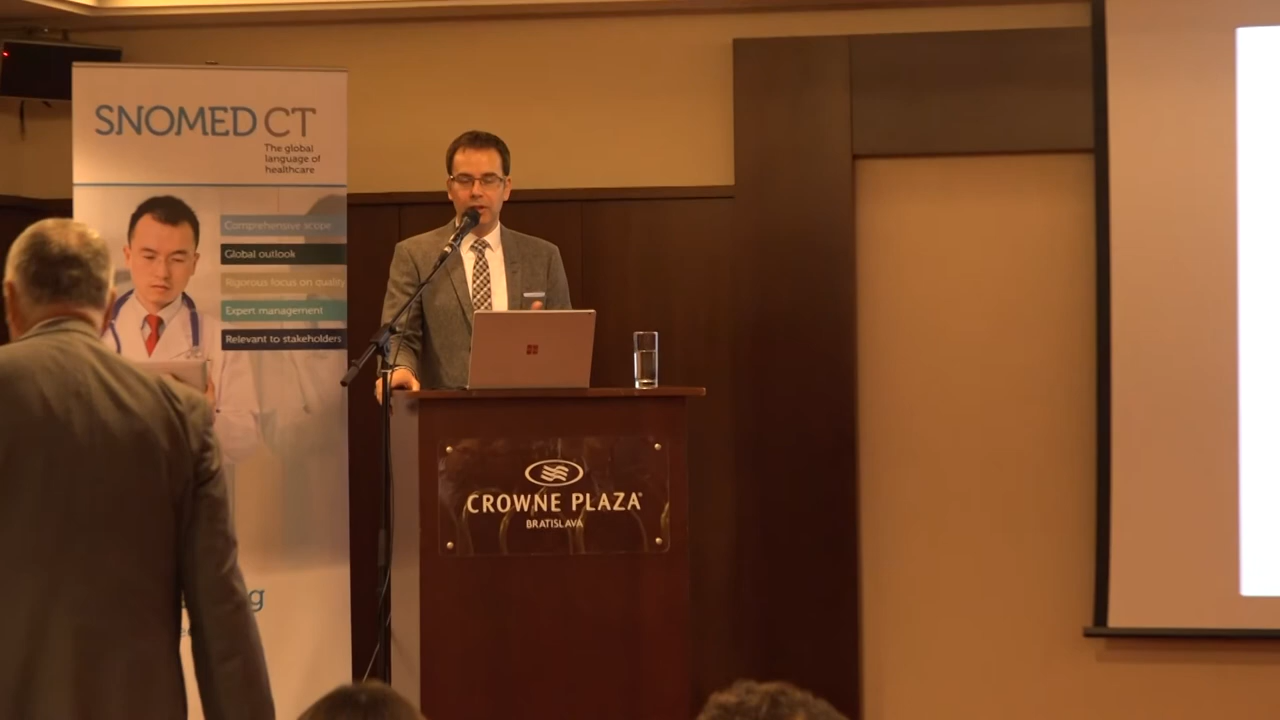 SNOMED CT
The global
language of
healthcare
Comprehensive scope
Global outlook
Rigorous focus on quality
Expert management
Relevant to stakeholders
CROWNE PLAZA
BRATISLAVA